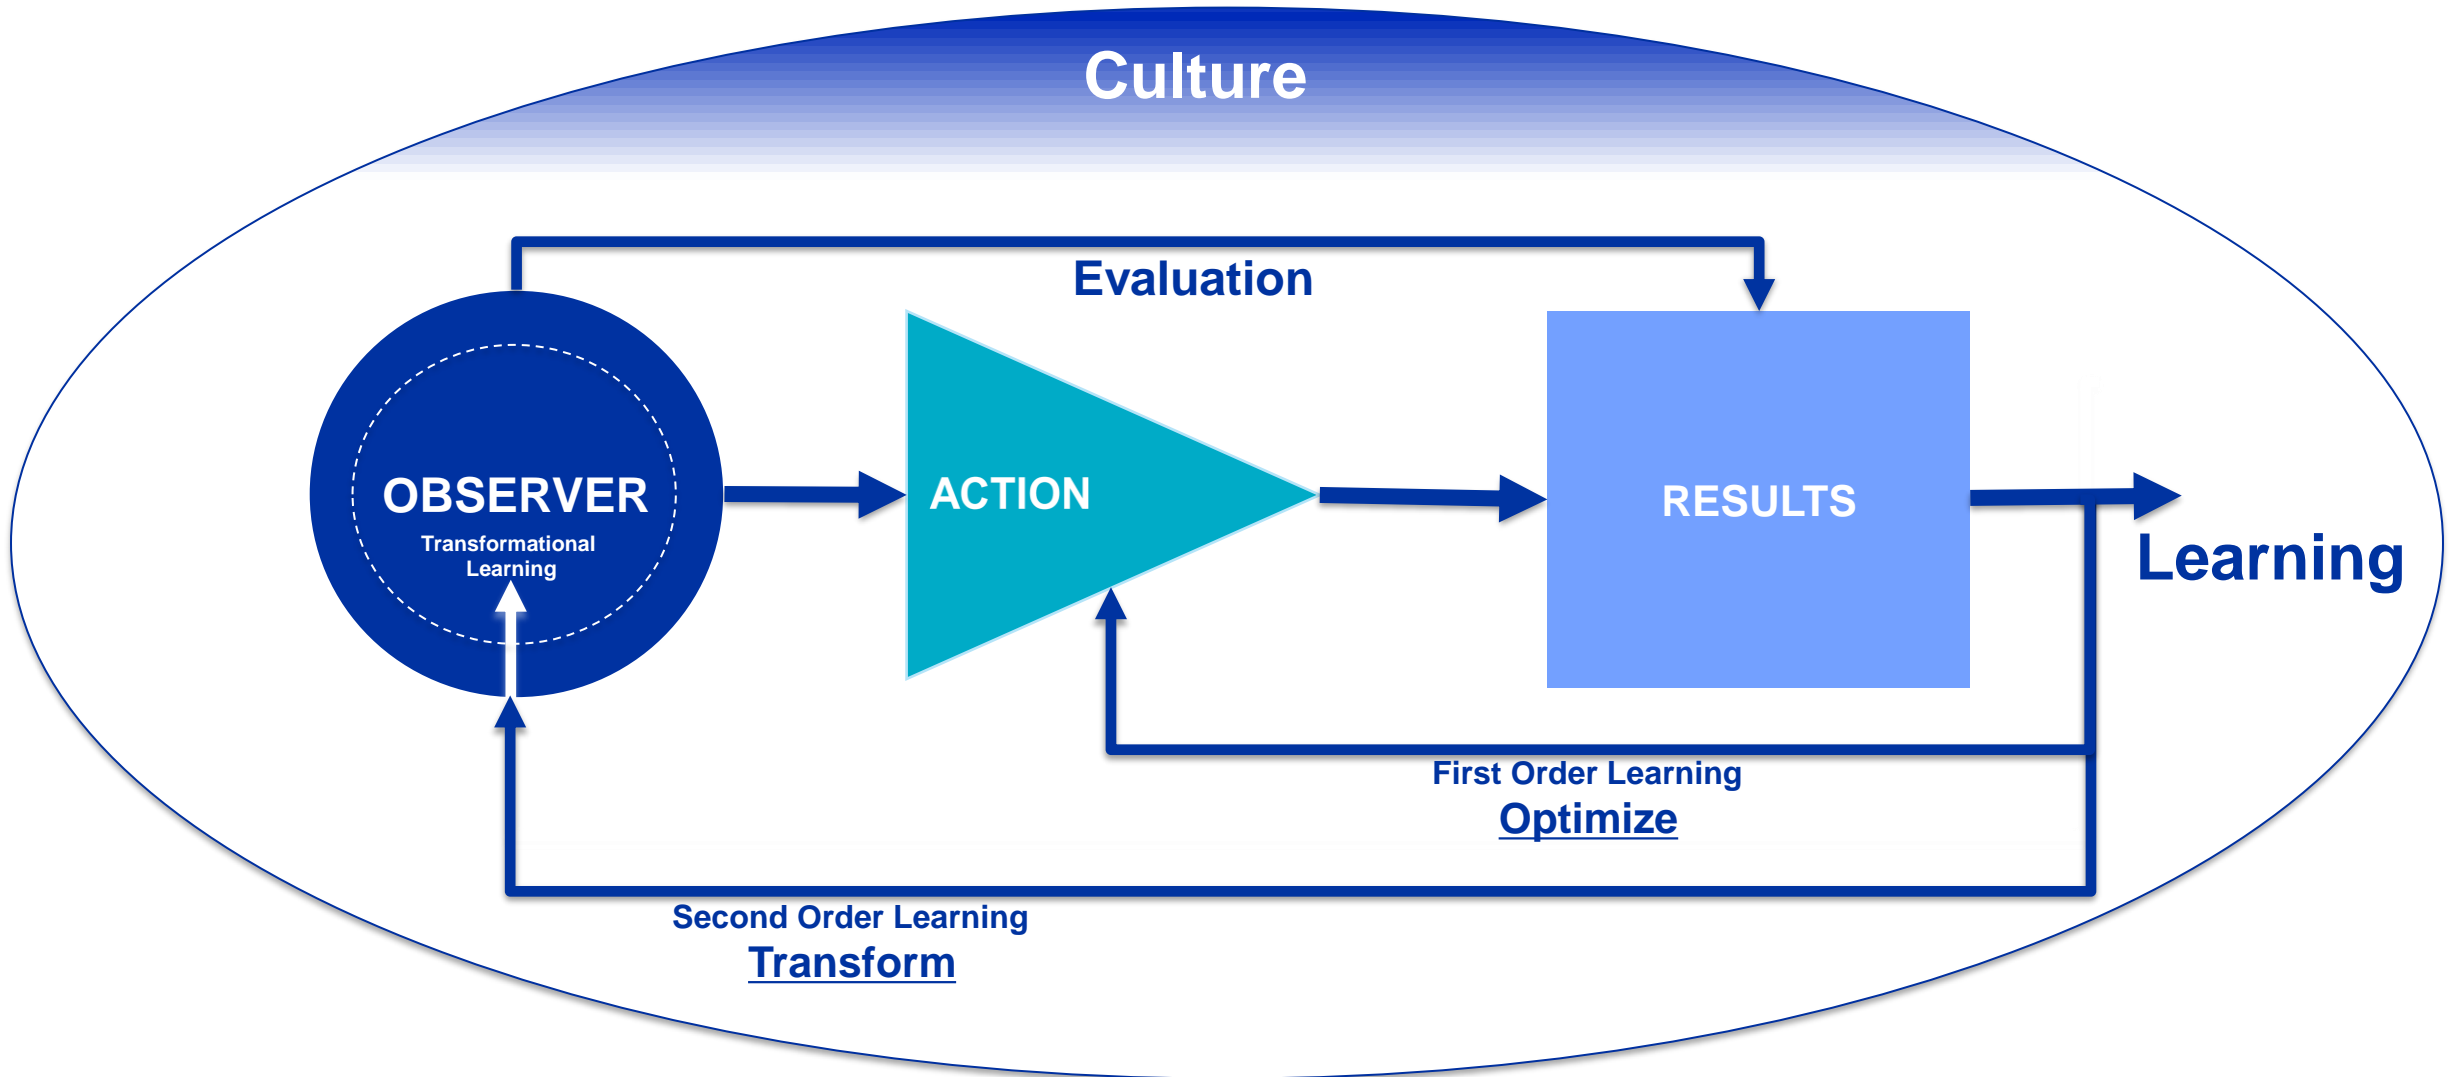 Culture
Evaluation
OBSERVER
Transformational
Learning
ACTION
RESULTS
Learning
First Order Learning
Optimize
Second Order Learning
Transform